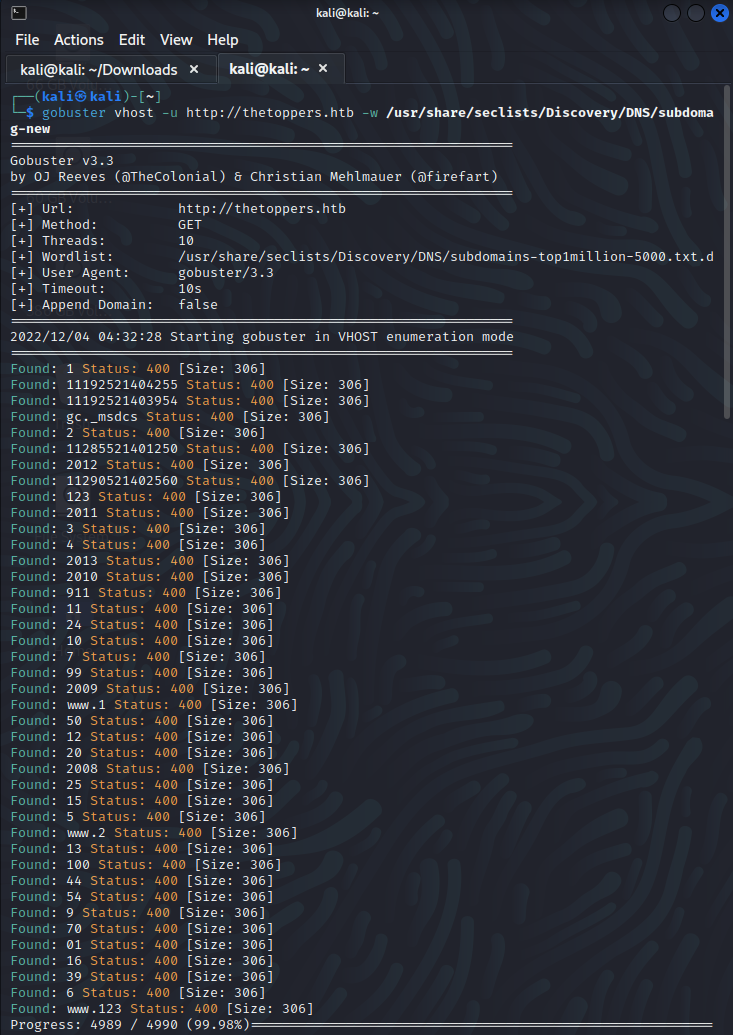 kali@kali: ~
File Actions Edit View Help
kali@kali: ~/Downloads × kali@kali: ~ ×
┌──(kali㉿kali)-[~]
└─$ gobuster vhost -u http://thetoppers.htb -w /usr/share/seclists/Discovery/DNS/subdoma
g-new
===============================================================
Gobuster v3.3
by OJ Reeves (@TheColonial) & Christian Mehlmauer (@firefart)
===============================================================
[+] Url: http://thetoppers.htb
[+] Method: GET
[+] Threads: 10
[+] Wordlist: /usr/share/seclists/Discovery/DNS/subdomains-top1million-5000.txt.d
[+] User Agent: gobuster/3.3
[+] Timeout: 10s
[+] Append Domain: false
===============================================================
2022/12/04 04:32:28 Starting gobuster in VHOST enumeration mode
===============================================================
Found: 1 Status: 400 [Size: 306]
Found: 11192521404255 Status: 400 [Size: 306]
Found: 11192521403954 Status: 400 [Size: 306]
Found: gc._msdcs Status: 400 [Size: 306]
Found: 2 Status: 400 [Size: 306]
Found: 11285521401250 Status: 400 [Size: 306]
Found: 2012 Status: 400 [Size: 306]
Found: 11290521402560 Status: 400 [Size: 306]
Found: 123 Status: 400 [Size: 306]
Found: 2011 Status: 400 [Size: 306]
Found: 3 Status: 400 [Size: 306]
Found: 4 Status: 400 [Size: 306]
Found: 2013 Status: 400 [Size: 306]
Found: 2010 Status: 400 [Size: 306]
Found: 911 Status: 400 [Size: 306]
Found: 11 Status: 400 [Size: 306]
Found: 24 Status: 400 [Size: 306]
Found: 10 Status: 400 [Size: 306]
Found: 7 Status: 400 [Size: 306]
Found: 99 Status: 400 [Size: 306]
Found: 2009 Status: 400 [Size: 306]
Found: www.1 Status: 400 [Size: 306]
Found: 50 Status: 400 [Size: 306]
Found: 12 Status: 400 [Size: 306]
Found: 20 Status: 400 [Size: 306]
Found: 2008 Status: 400 [Size: 306]
Found: 25 Status: 400 [Size: 306]
Found: 15 Status: 400 [Size: 306]
Found: 5 Status: 400 [Size: 306]
Found: www.2 Status: 400 [Size: 306]
Found: 13 Status: 400 [Size: 306]
Found: 100 Status: 400 [Size: 306]
Found: 44 Status: 400 [Size: 306]
Found: 54 Status: 400 [Size: 306]
Found: 9 Status: 400 [Size: 306]
Found: 70 Status: 400 [Size: 306]
Found: 01 Status: 400 [Size: 306]
Found: 16 Status: 400 [Size: 306]
Found: 39 Status: 400 [Size: 306]
Found: 6 Status: 400 [Size: 306]
Found: www.123 Status: 400 [Size: 306]
Progress: 4989 / 4990 (99.98%)==========================================================